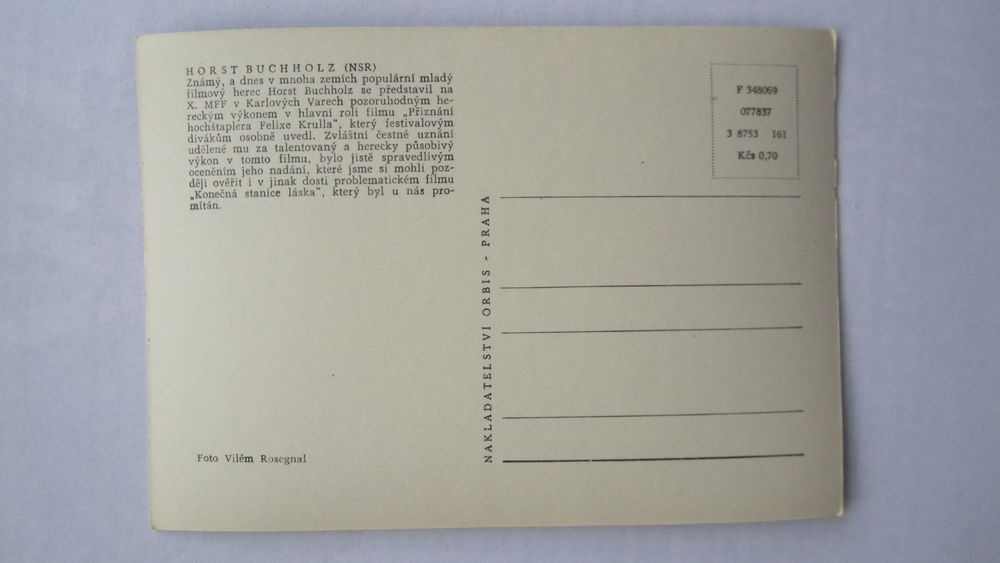 HORST BUCHHOLZ (NSR)
Známý, a dnes v mnoha zemích populární mladý
filmový herec Horst Buchholz se představil na
X. MFF v Karlových Varech pozoruhodným he-
reckým výkonem v hlavní roli filmu „Přiznání
hochštaplera Felixe Krulla“, který festivalovým
divákům osobně uvedl. Zvláštní čestné uznání
udělené mu za talentovaný a herecky působivý
výkon v tomto filmu, bylo jistě spravedlivým
oceněním jeho nadání, které jsme si mohli poz-
ději ověřit i v jinak dosti problematickém filmu
„Konečná stanice láska“, který byl u nás pro-
mítán.
Foto Vilém Rosegnal
NAKLADATELSTVÍ ORBIS - PRAHA
F 348069
077837
3 8753 161
Kčs 0,70